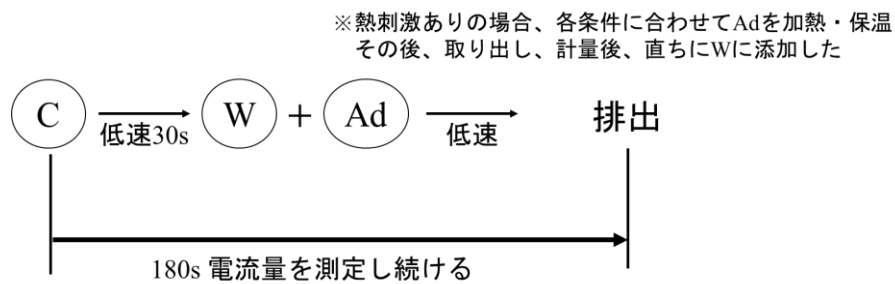 ※熱刺激ありの場合、各条件に合わせてAdを加熱・保温
その後、取り出し、計量後、直ちにWに添加した
C 低速30s W + Ad 低速 排出
180s 電流量を測定し続ける